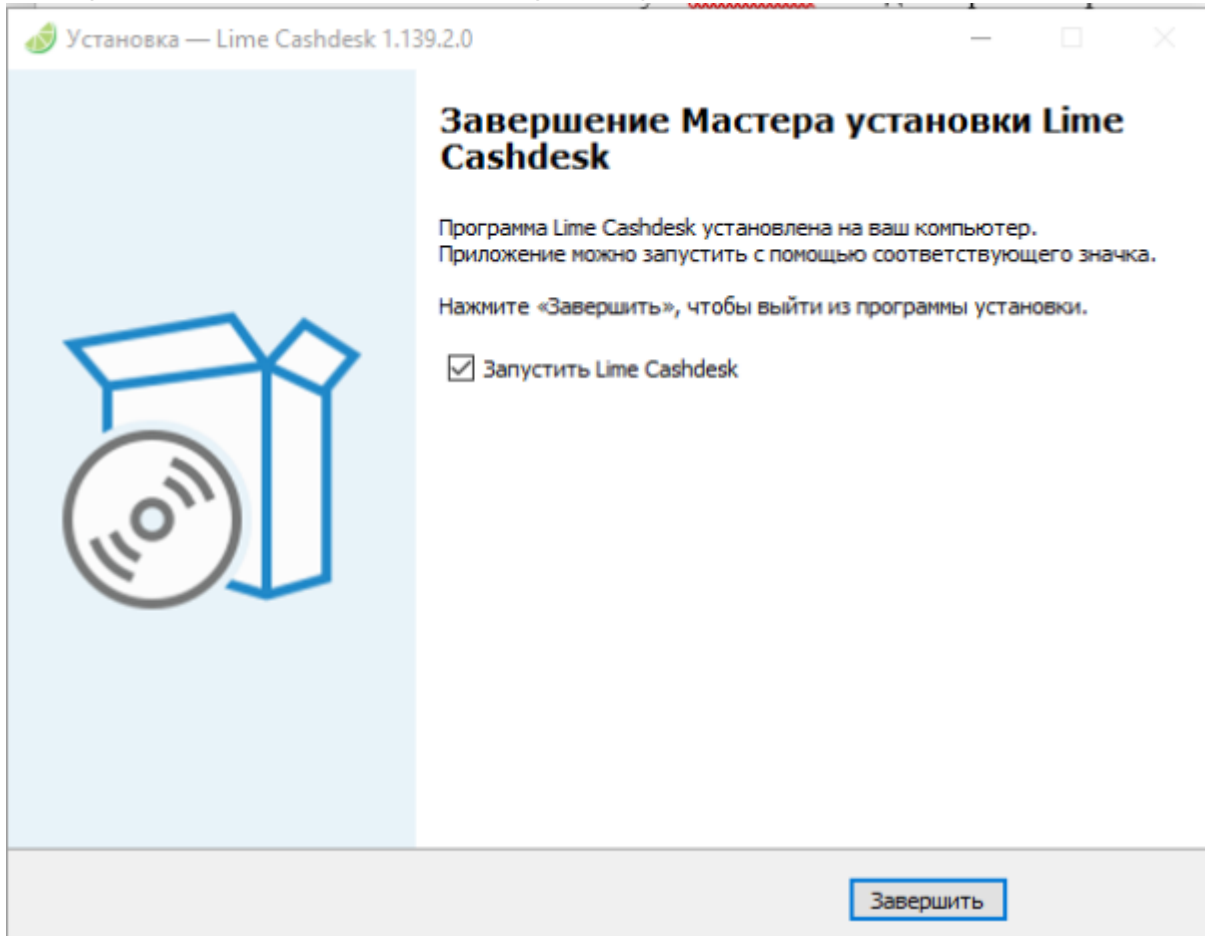 Установка — Lime Cashdesk 1.139.2.0
Завершение Мастера установки Lime
Cashdesk
Программа Lime Cashdesk установлена на ваш компьютер.
Приложение можно запустить с помощью соответствующего значка.
Нажмите «Завершить», чтобы выйти из программы установки.
Запустить Lime Cashdesk
Завершить